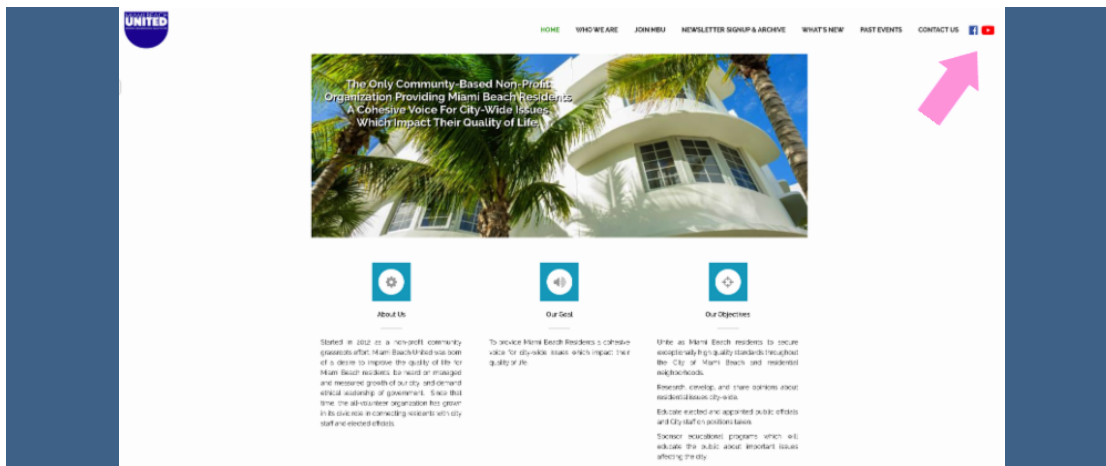 UNITED
HOME WHO WE ARE JOIN MBU NEWSLETTER SIGNUP & ARCHIVE WHAT'S NEW PAST EVENTS CONTACT US
The Only Communty-Based Non-Profit
Organization Providing Miami Beach Residents
A Cohesive Voice For City-Wide Issues
Which Impact Their Quality of Life.
About Us
Started in 2012 as a non-profit community
grassroots effort, Miami Beach United was born
of a desire to improve the quality of life for
Miami Beach residents, be heard on managed
and measured growth of our city, and demand
ethical leadership of government. Since that
time, the all-volunteer organization has grown
in its civic role in connecting residents with city
staff and elected officials.
Our Goal
To provide Miami Beach Residents a cohesive
voice for city-wide issues which impact their
quality of life.
Our Objectives
Unite as Miami Beach residents to secure
exceptionally high quality standards throughout
the City of Miami Beach and residential
neighborhoods.
Research, develop, and share opinions about
residential issues city-wide.
Educate elected and appointed public officials
and City staff on positions taken.
Sponsor educational programs which will
educate the public about important issues
affecting the city.